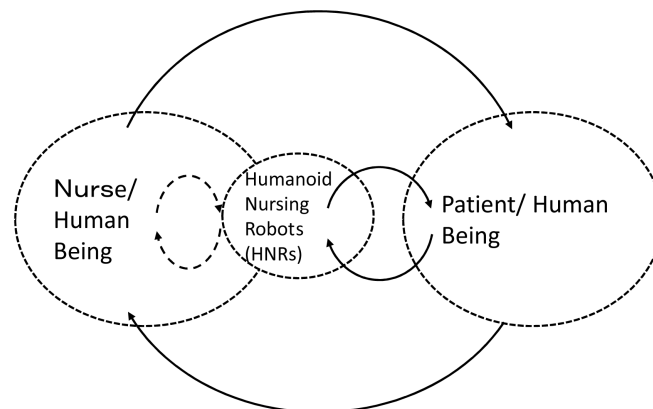 Nurse/
Human
Being
Humanoid
Nursing
Robots
(HNRs)
Patient/ Human
Being